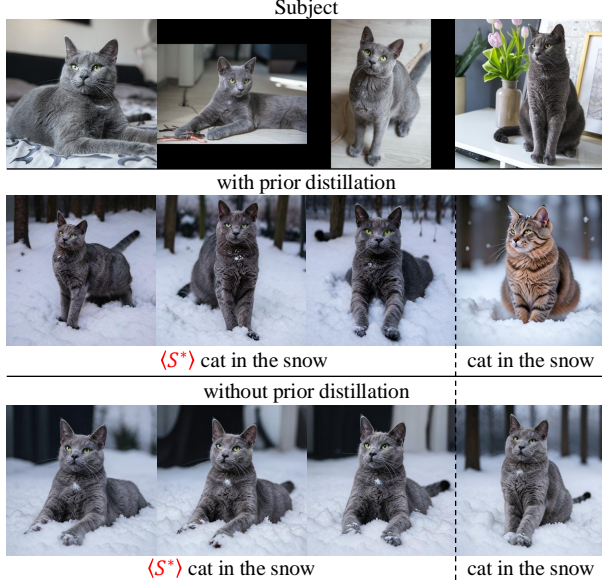 Subject
with prior distillation
⟨S*⟩ cat in the snow
cat in the snow
without prior distillation
⟨S*⟩ cat in the snow
cat in the snow